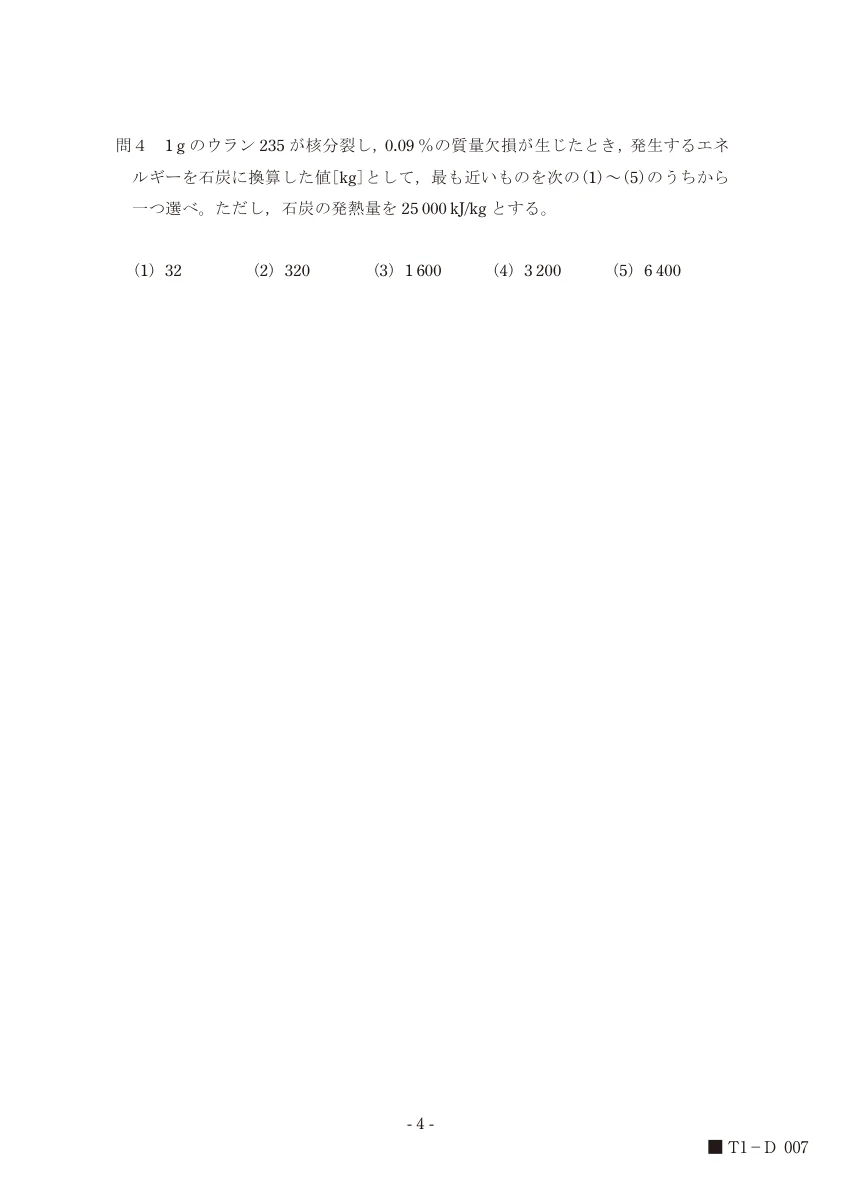 問４　1 g のウラン 235 が核分裂し，0.09 %の質量欠損が生じたとき，発生するエネ
ルギーを石炭に換算した値[kg]として，最も近いものを次の(1)～(5)のうちから
一つ選べ。ただし，石炭の発熱量を 25 000 kJ/kg とする。
(1) 32 (2) 320 (3) 1 600 (4) 3 200 (5) 6 400
- 4 -
■ T1－D 007